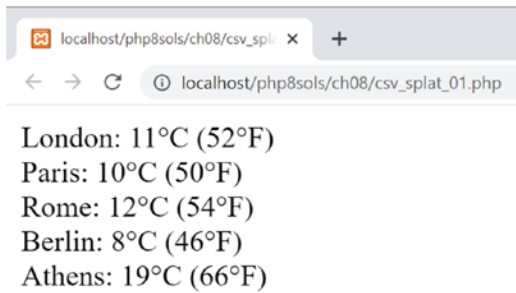 localhost/php8sols/ch08/csv_spla
localhost/php8sols/ch08/csv_splat_01.php
London: 11°C (52°F)
Paris: 10°C (50°F)
Rome: 12°C (54°F)
Berlin: 8°C (46°F)
Athens: 19°C (66°F)